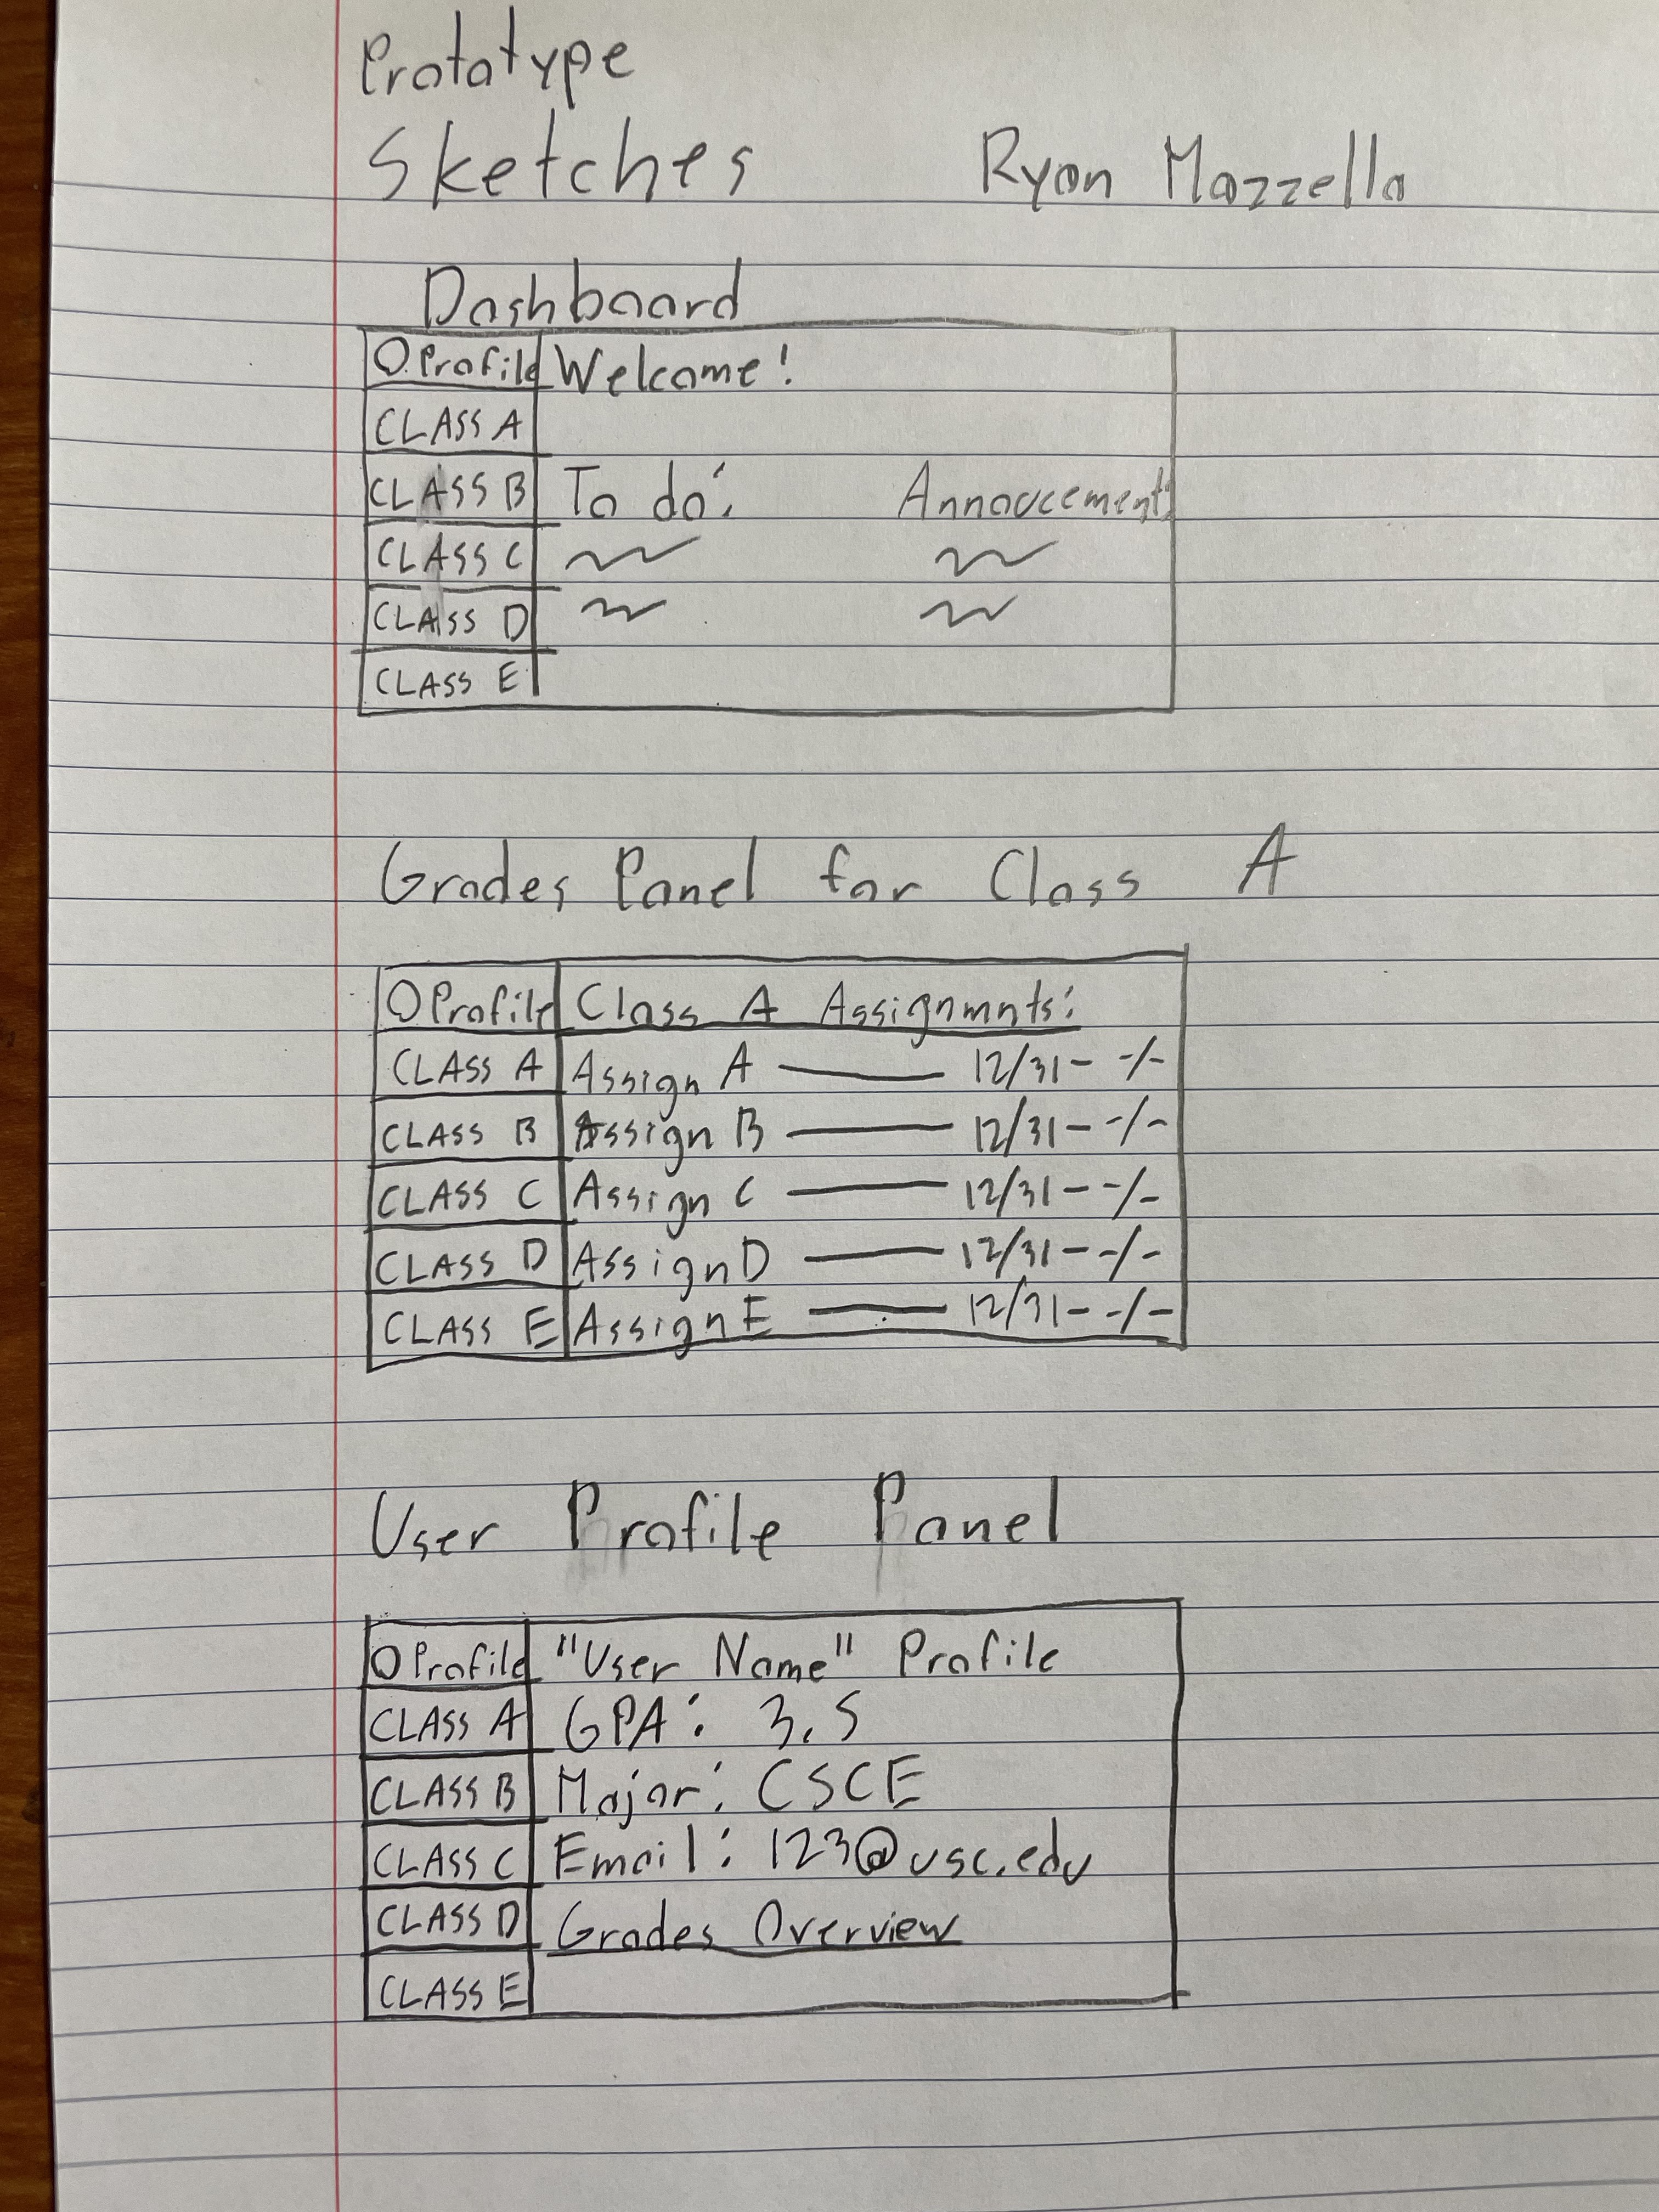 Prototype
Sketches Ryan Mazzella
Dashboard
O Profile Welcome!
CLASS A
CLASS B To do: Annoucement:
CLASS C
CLASS D
CLASS E
Grades Panel for Class A
O Profile Class A Assignmnts:
CLASS A Assign A — 12/31 - -/-
CLASS B Assign B — 12/31 - -/-
CLASS C Assign C — 12/31 - -/-
CLASS D Assign D — 12/31 - -/-
CLASS E Assign E — 12/31 - -/-
User Profile Panel
O Profile "User Name" Profile
CLASS A GPA: 3.5
CLASS B Major: CSCE
CLASS C Email: 123@usc.edu
CLASS D Grades Overview
CLASS E